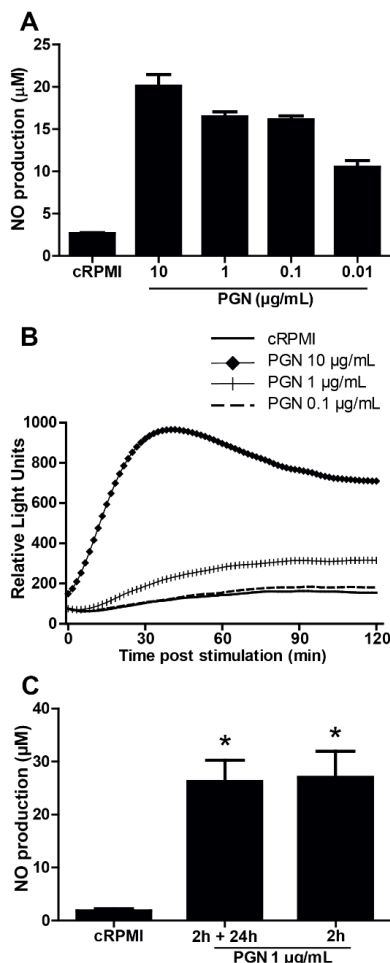 A
NO production (µM)
25
20
15
10
5
0
cRPMI
10
1
0.1
0.01
PGN (µg/mL)
B
cRPMI
PGN 10 µg/mL
PGN 1 µg/mL
PGN 0.1 µg/mL
Relative Light Units
1000
800
600
400
200
0
0
30
60
90
120
Time post stimulation (min)
C
NO production (µM)
40
30
20
10
0
*
*
cRPMI
2h + 24h
2h
PGN 1 µg/mL